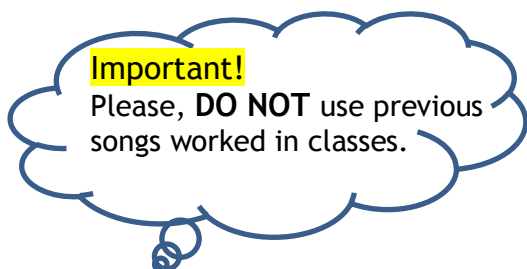 Important!
Please, DO NOT use previous
songs worked in classes.